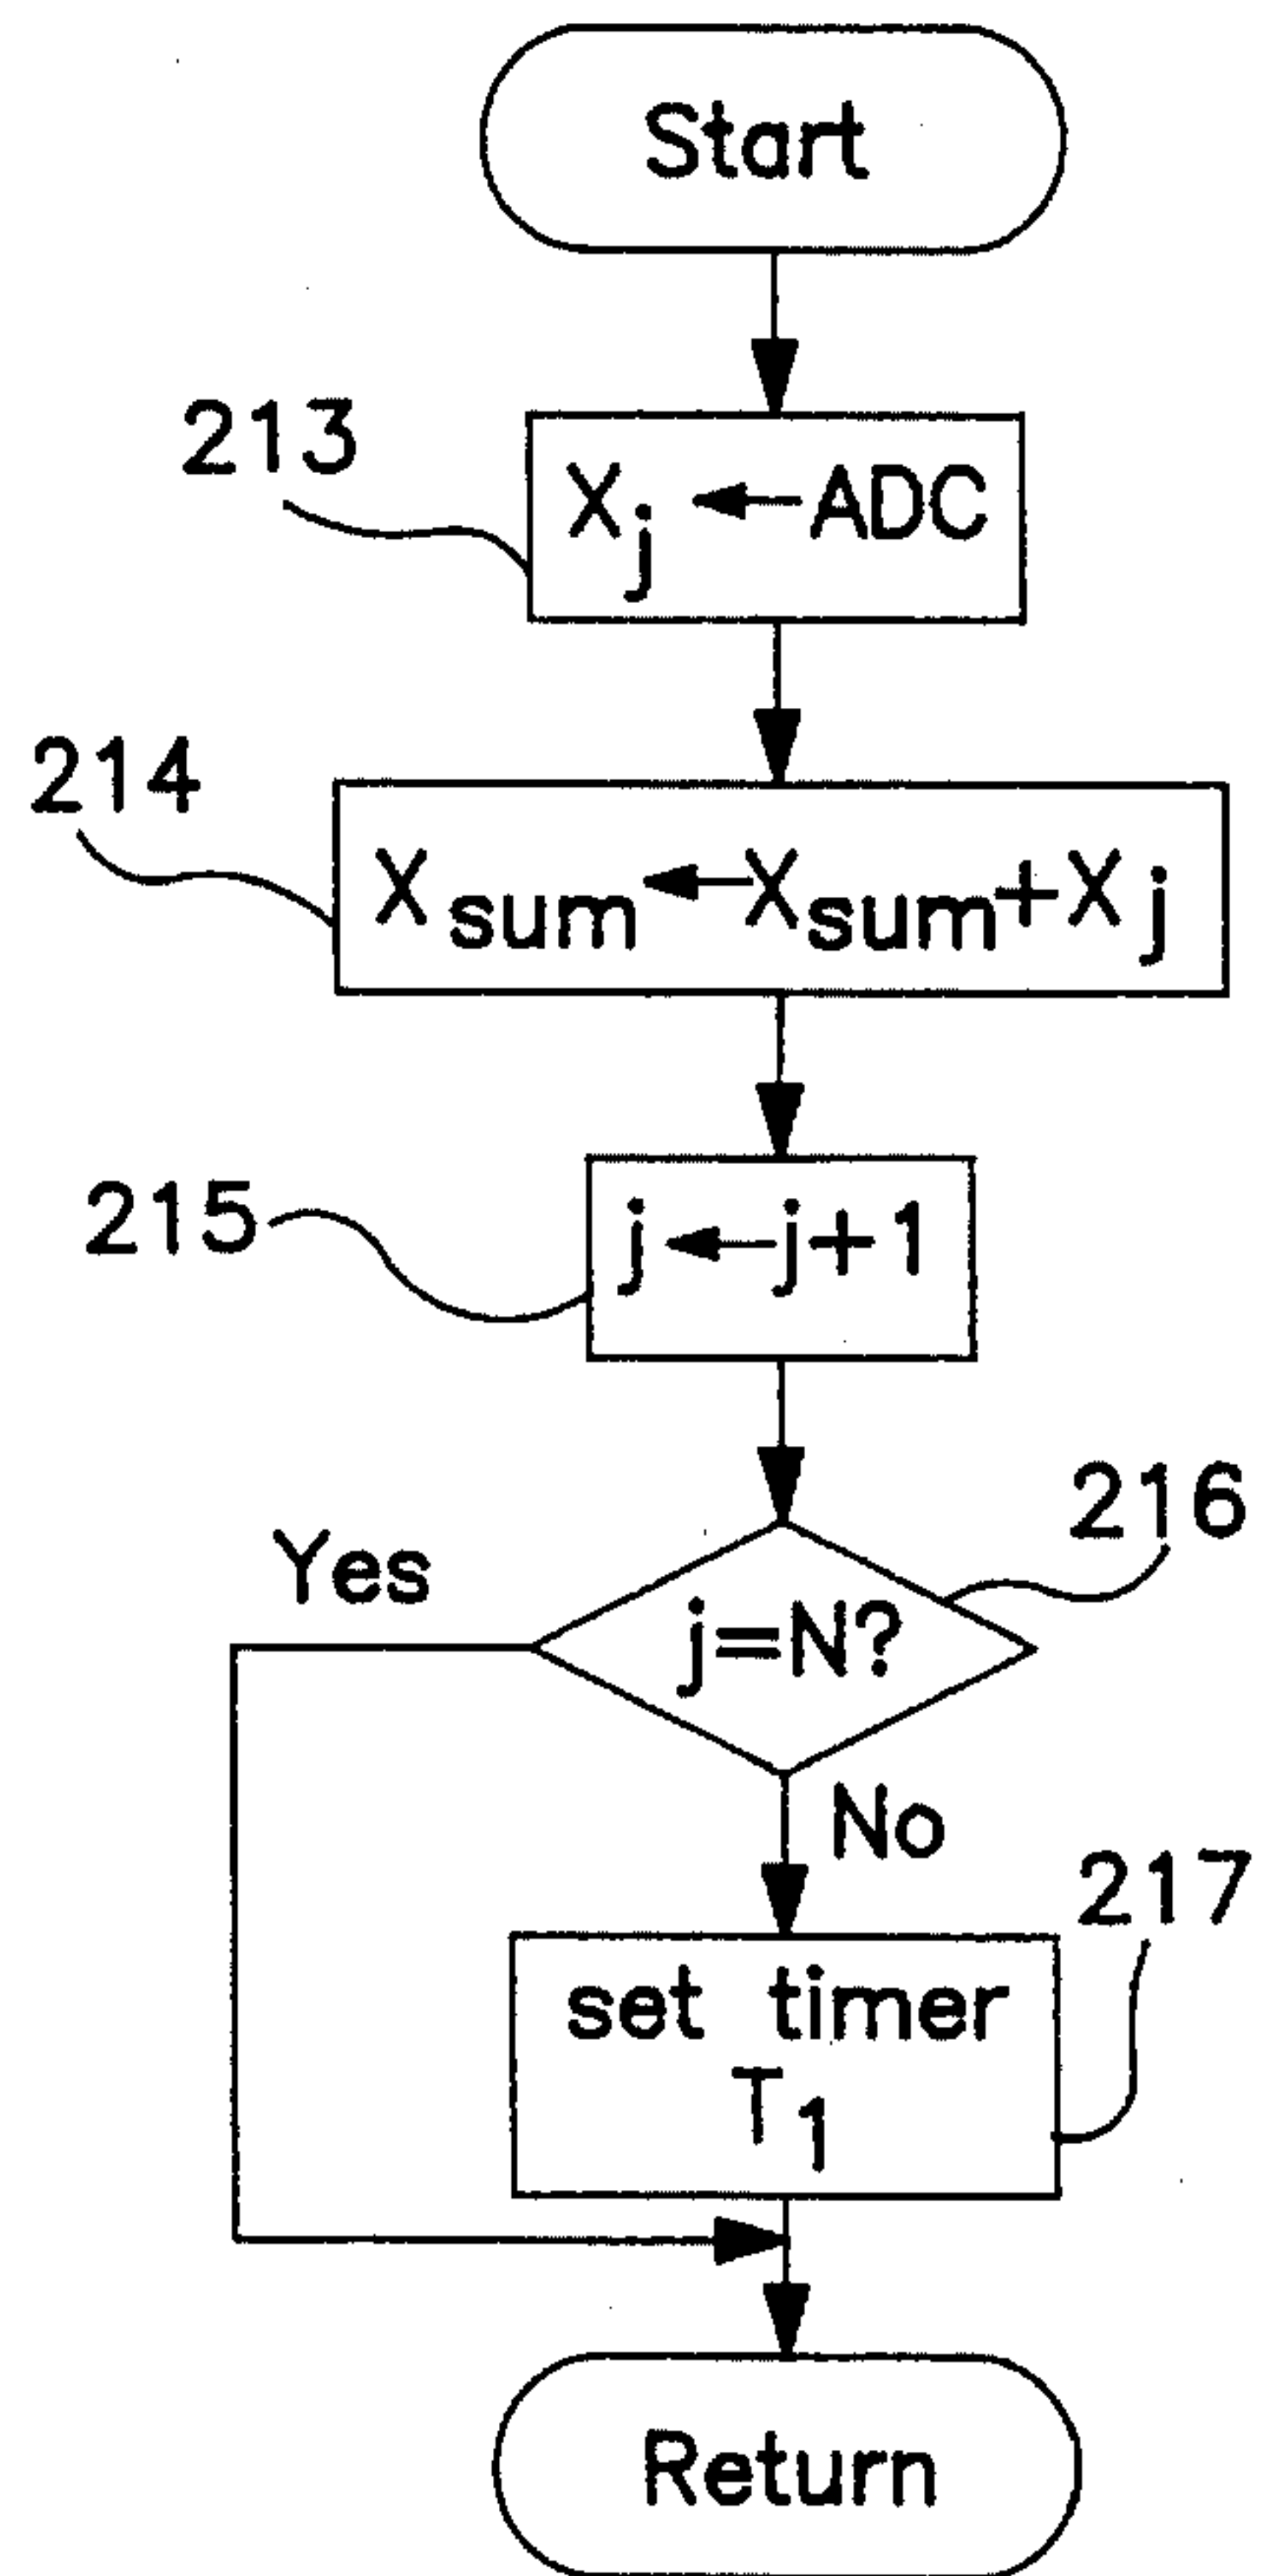 Start
213
Xj ← ADC
214
Xsum ← Xsum + Xj
215
j ← j+1
216
Yes
j=N?
No
217
set timer
T1
Return